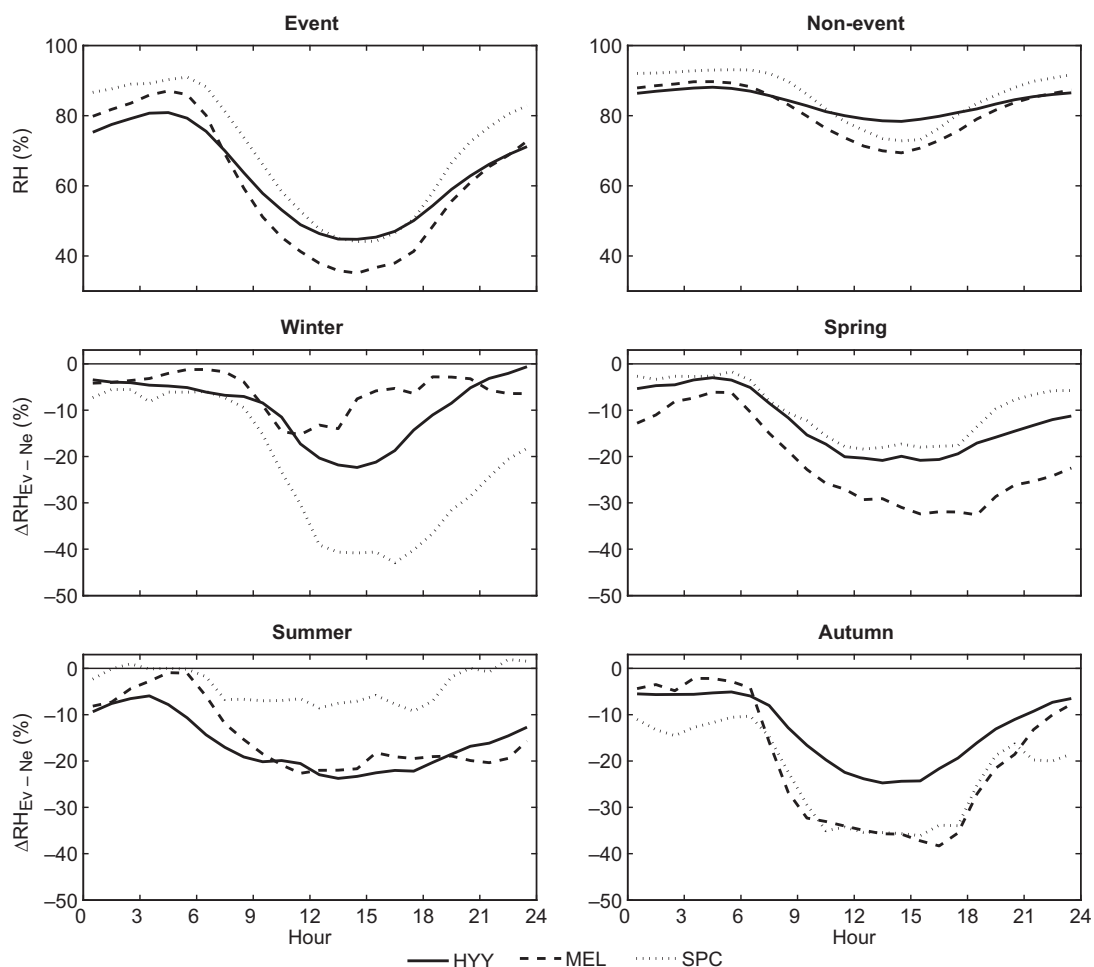 Event
Non-event
100
80
60
40
RH (%)
100
80
60
40
Winter
Spring
0
–10
–20
–30
–40
–50
ΔRHEv – Ne (%)
0
–10
–20
–30
–40
–50
Summer
Autumn
0
–10
–20
–30
–40
–50
ΔRHEv – Ne (%)
0
–10
–20
–30
–40
–50
0 3 6 9 12 15 18 21 24
0 3 6 9 12 15 18 21 24
Hour
Hour
HYY MEL SPC